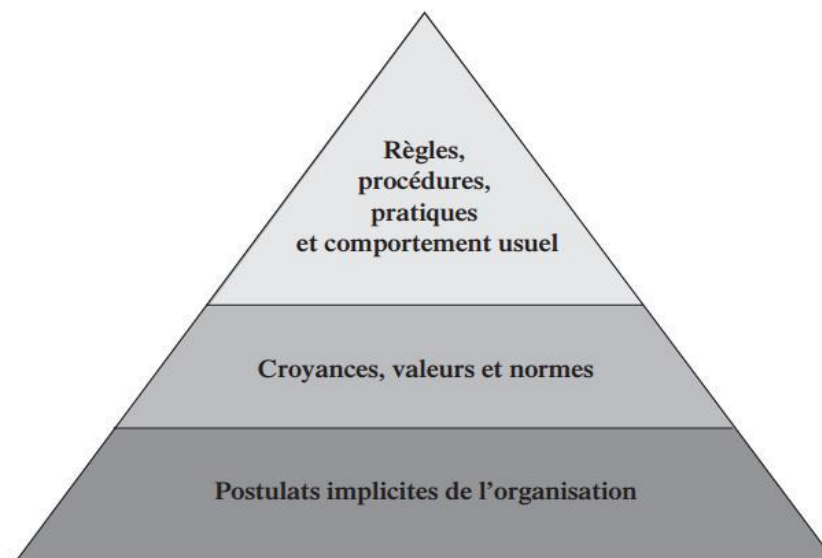 Règles,
procédures,
pratiques
et comportement usuel
Croyances, valeurs et normes
Postulats implicites de l’organisation